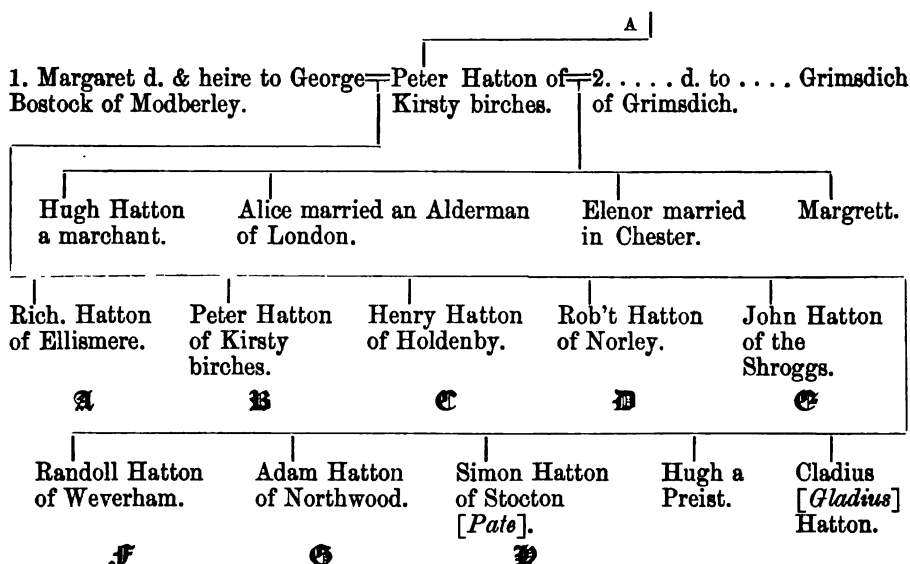 A
1. Margaret d. & heire to George=Peter Hatton of=2. . . . . d. to . . . . Grimsdich
Bostock of Modberley. Kirsty birches. of Grimsdich.
Hugh Hatton Alice married an Alderman Elenor married Margrett.
a marchant. of London. in Chester.
Rich. Hatton Peter Hatton Henry Hatton Rob't Hatton John Hatton
of Ellismere. of Kirsty of Holdenby. of Norley. of the
birches. Shroggs.
A B C D E
Randoll Hatton Adam Hatton Simon Hatton Hugh a Cladius
of Weverham. of Northwood. of Stocton Preist. [Gladius]
[Pate]. Hatton.
F G